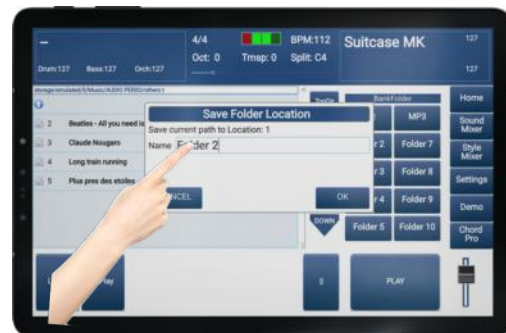 4/4
BPM:112
Suitcase MK
127
Oct: 0
Trnsp: 0
Split: C4
Drum:127
Bass:127
Orch:127
127
Home
Save Folder Location
MP3
Sound Mixer
Save current path to Location: 1
2 Beatles - All you need is
Name Folder 2
Folder 7
3 Claude Nougaro
Style Mixer
4 Long train running
Folder 8
Settings
5 Plus pres des etoiles
OK
Folder 9
Demo
DOWN
Folder 5
Folder 10
Chord Pro
PLAY